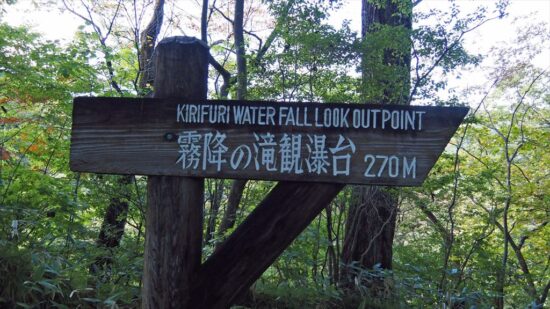 KIRIFURI WATER FALL LOOK OUT POINT
霧降の滝観瀑台 270M